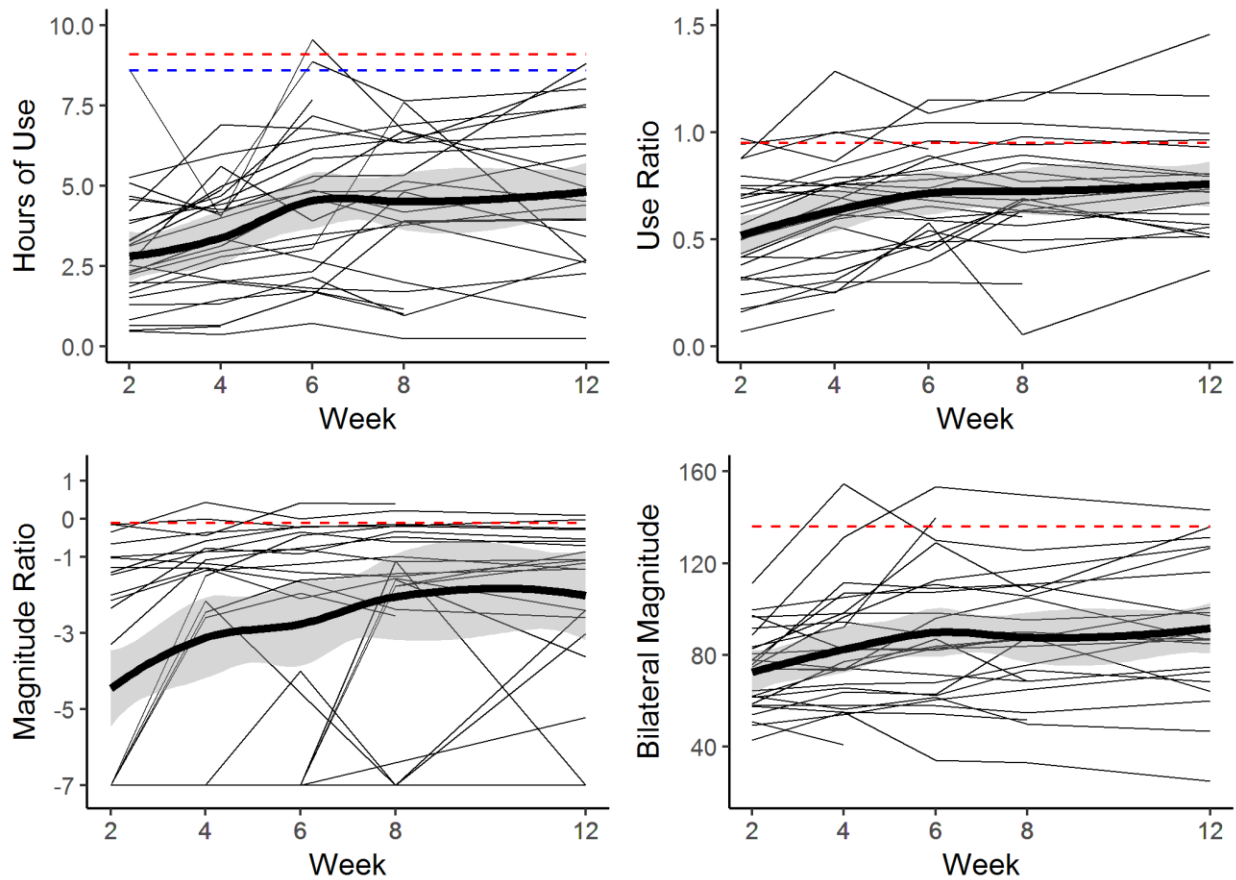 10.0
7.5
5.0
2.5
0.0
Hours of Use
2 4 6 8 12
Week
1.5
1.0
0.5
0.0
Use Ratio
2 4 6 8 12
Week
1
0
-1
-3
-5
-7
Magnitude Ratio
2 4 6 8 12
Week
160
120
80
40
Bilateral Magnitude
2 4 6 8 12
Week